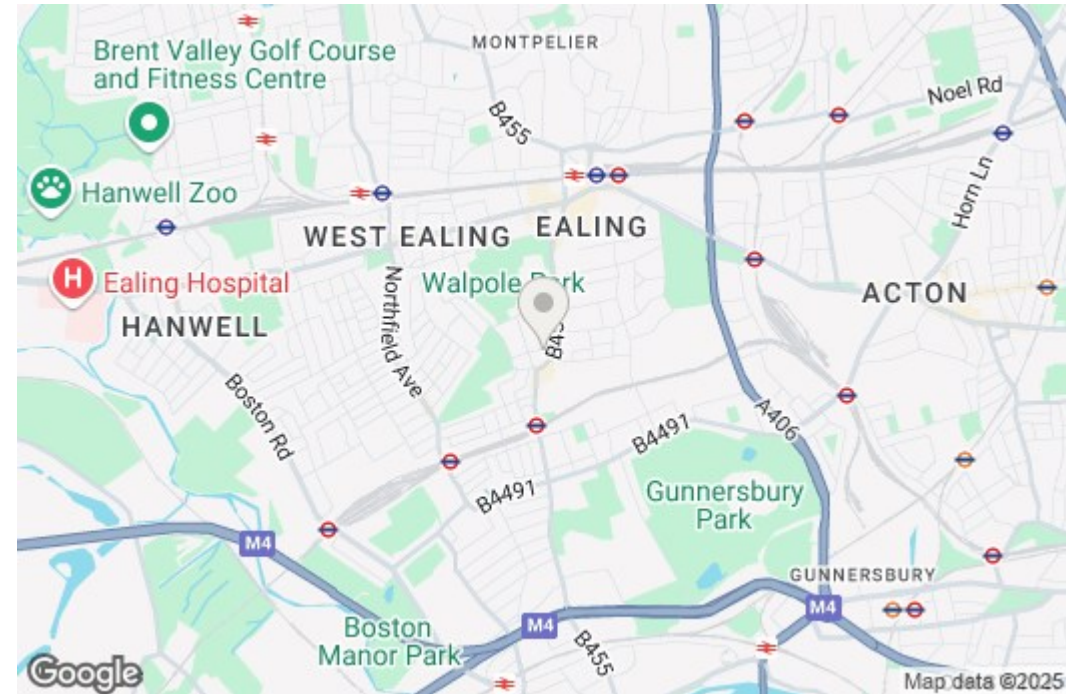 MONTPELIER
Brent Valley Golf Course
and Fitness Centre
B455
Noel Rd
Hanwell Zoo
Horn Ln
WEST EALING
EALING
Ealing Hospital
H
Walpole Park
ACTON
HANWELL
Northfield Ave
B45
Boston Rd
A406
B4491
B4491
Gunnersbury
Park
M4
GUNNERSBURY
M4
M4
Boston
Manor Park
B455
Google
Map data ©2025